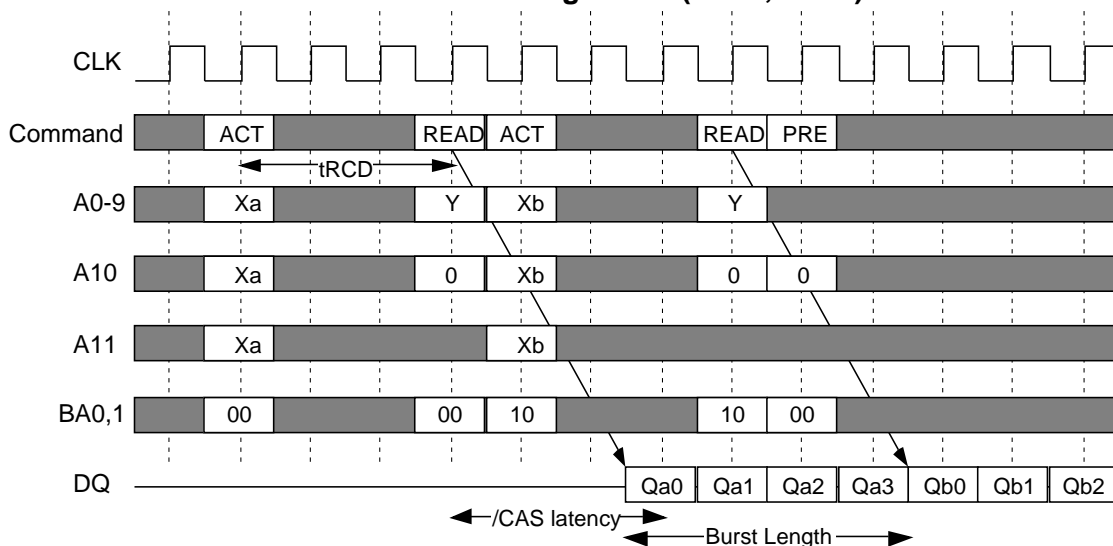 CLK
Command ACT READ ACT READ PRE
tRCD
A0-9 Xa Y Xb Y
A10 Xa 0 Xb 0 0
A11 Xa Xb
BA0,1 00 00 10 10 00
DQ Qa0 Qa1 Qa2 Qa3 Qb0 Qb1 Qb2
/CAS latency
Burst Length